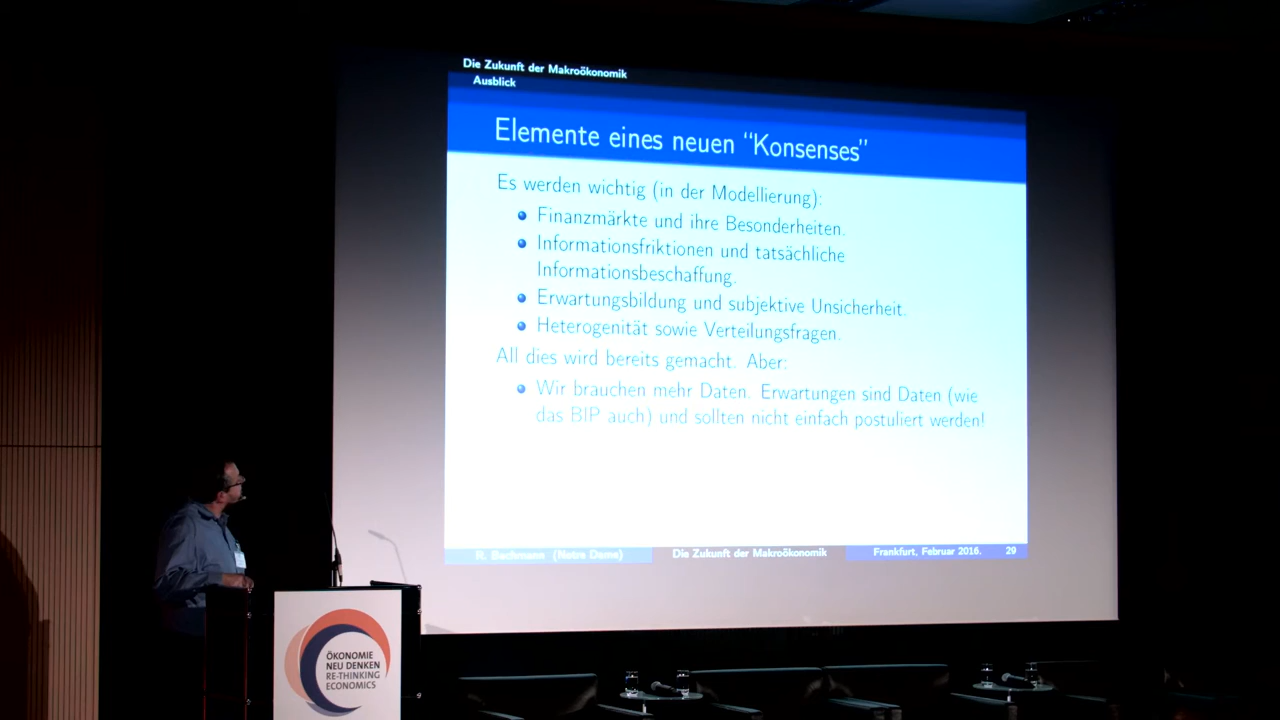 Die Zukunft der Makroökonomik
Ausblick
Elemente eines neuen “Konsenses”
Es werden wichtig (in der Modellierung):
Finanzmärkte und ihre Besonderheiten.
Informationsfriktionen und tatsächliche
Informationsbeschaffung.
Erwartungsbildung und subjektive Unsicherheit.
Heterogenität sowie Verteilungsfragen.
All dies wird bereits gemacht. Aber:
Wir brauchen mehr Daten. Erwartungen sind Daten (wie
das BIP auch) und sollten nicht einfach postuliert werden!
R. Bachmann (Notre Dame) Die Zukunft der Makroökonomik Frankfurt, Februar 2016. 29
ÖKONOMIE
NEU DENKEN
RE-THINKING
ECONOMICS